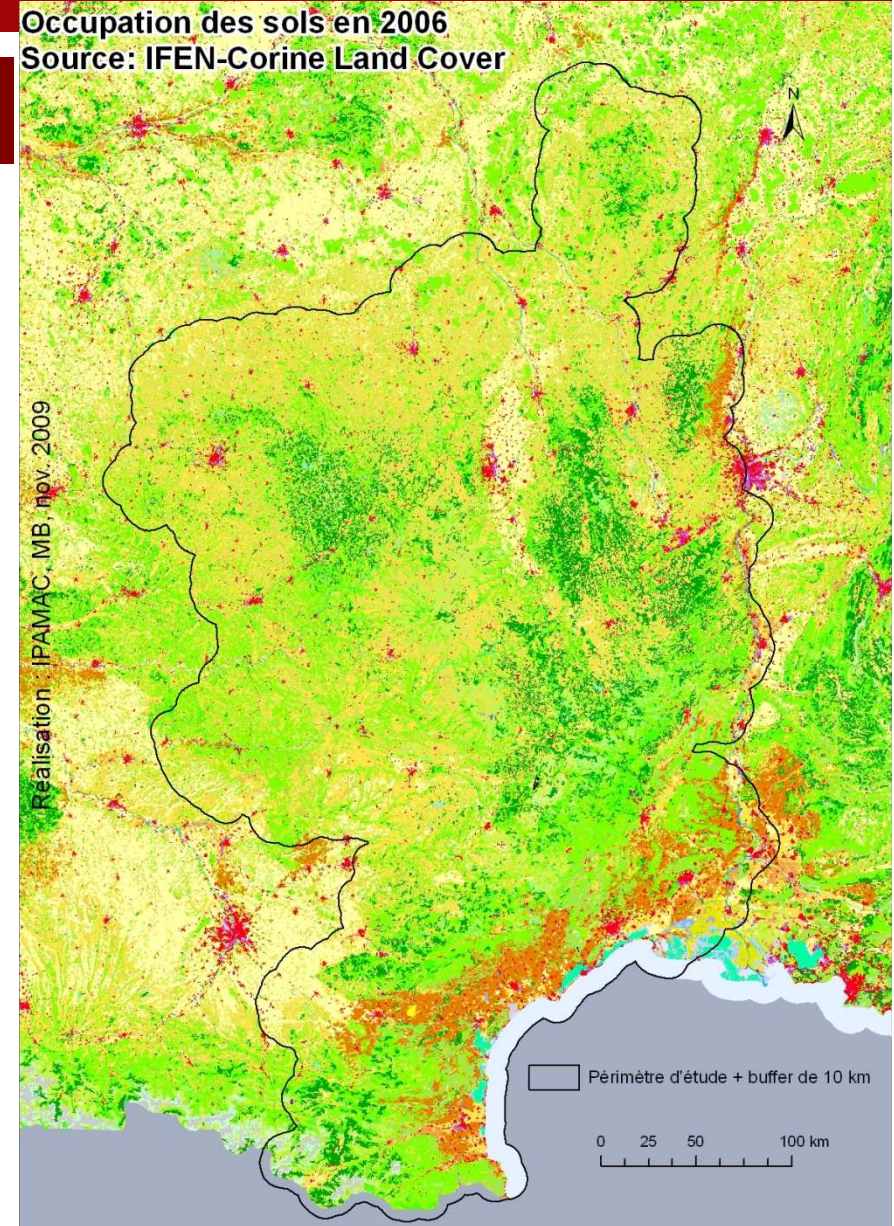 Occupation des sols en 2006
Source: IFEN-Corine Land Cover
N
Réalisation : IPAMAC, MB, nov. 2009
Périmètre d'étude + buffer de 10 km
0 25 50 100 km